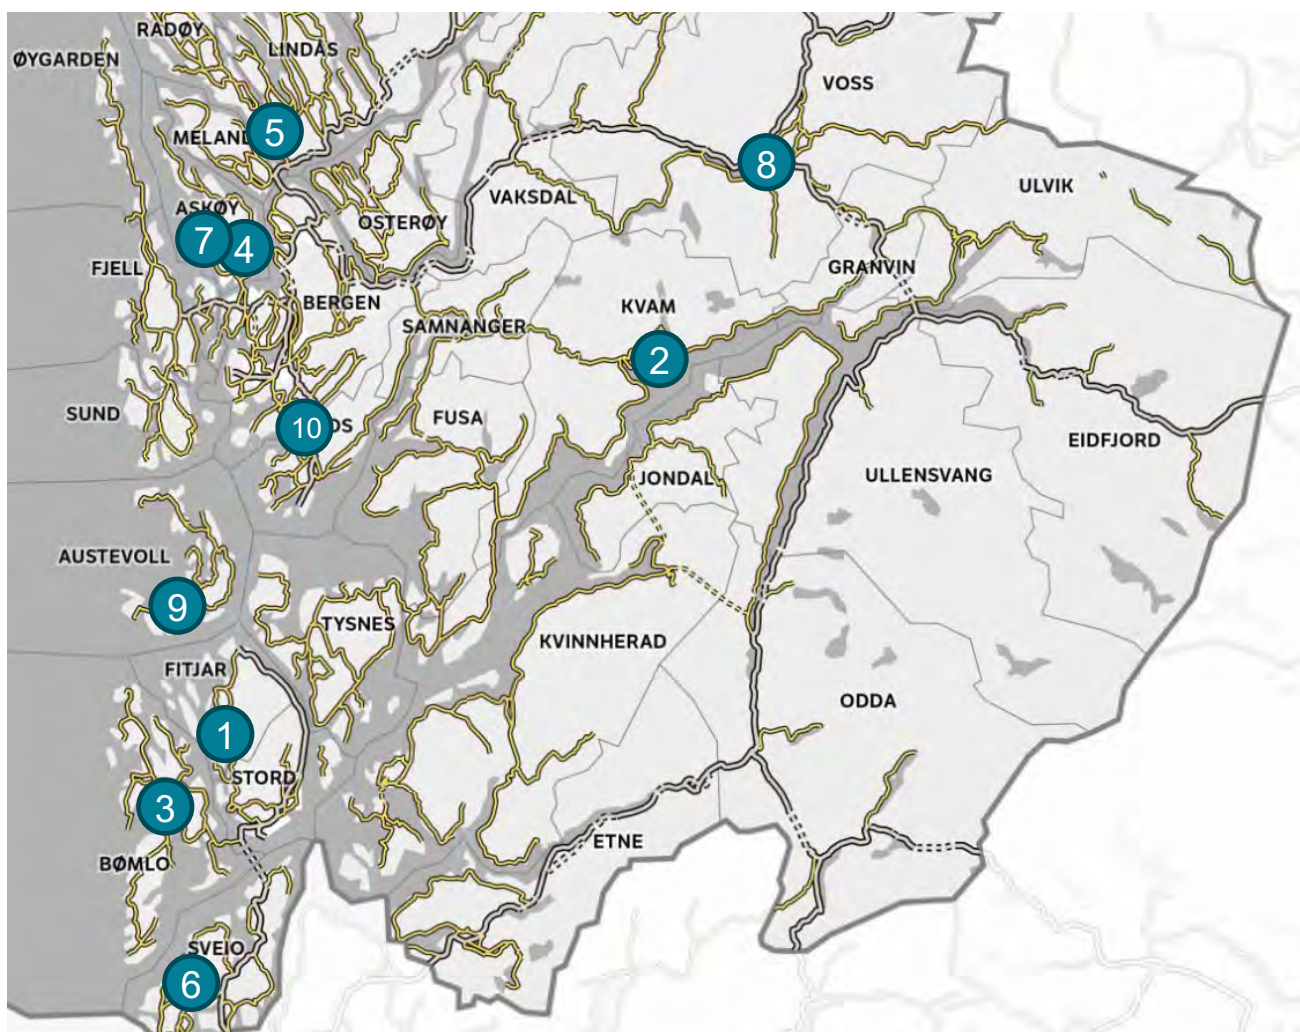 RADØY
LINDÅS
ØYGARDEN
VOSS
5
MELAND
8
ULVIK
VAKSDAL
ASKØY
OSTERØY
7
4
FJELL
GRANVIN
BERGEN
KVAM
SAMNANGER
2
SUND
FUSA
10
OS
EIDFJORD
JONDAL
ULLENSVANG
AUSTEVOLL
9
TYSNES
KVINNHERAD
FITJAR
ODDA
1
STORD
3
ETNE
BØMLO
SVEIO
6